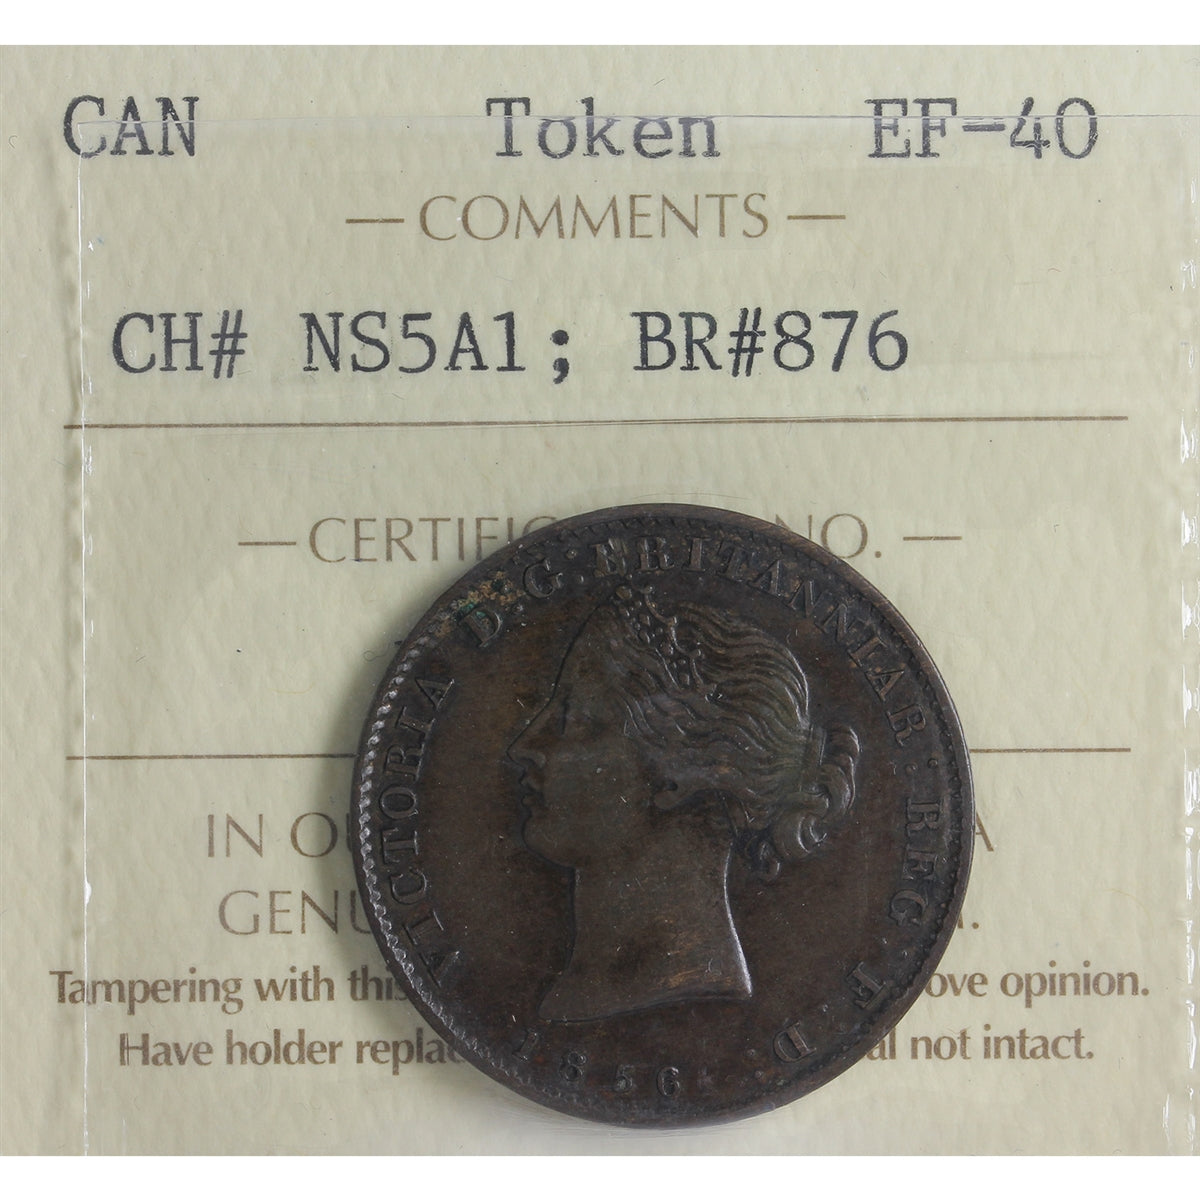 CAN Token EF-40
— COMMENTS —
CH# NS5A1; BR#876
— CERTIFIC NO. —
IN OU A
GENU .
Tampering with this ove opinion.
Have holder replac al not intact.
VICTORIA D:G: BRITANNIAR: REG: F: D:
1856